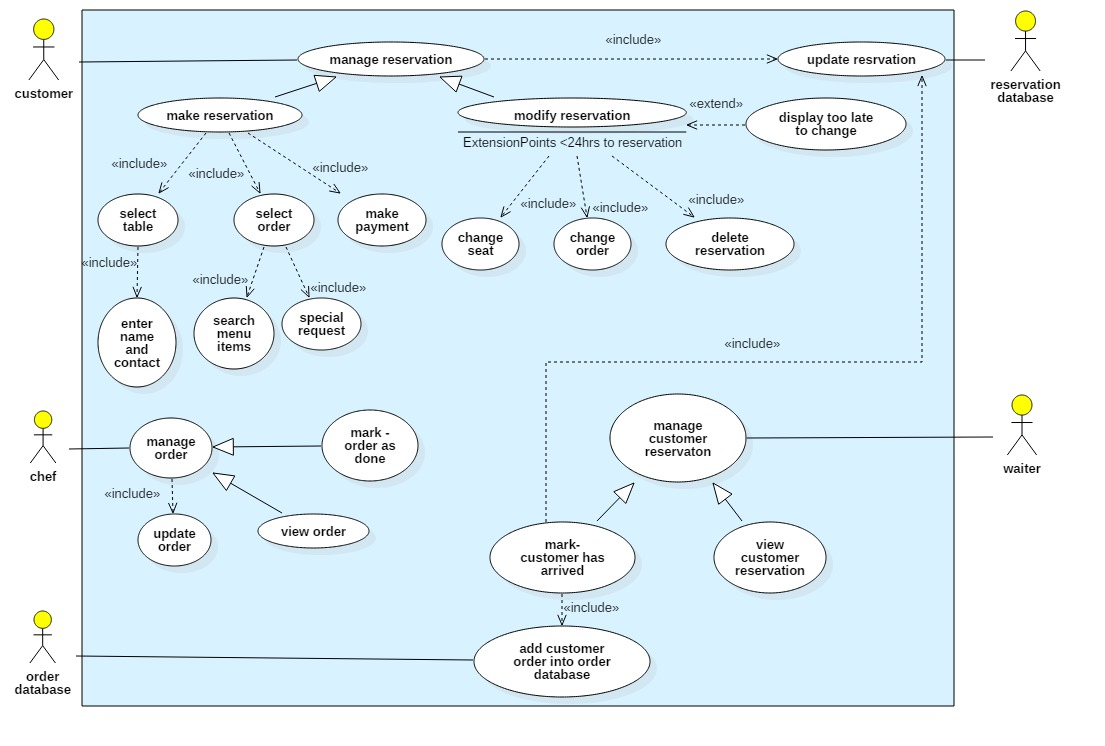 customer
manage reservation
«include»
update resrvation
reservation
database
make reservation
modify reservation
ExtensionPoints <24hrs to reservation
«extend»
display too late
to change
«include»
«include»
«include»
select
table
select
order
make
payment
«include»
«include»
«include»
change
seat
change
order
delete
reservation
«include»
«include»
«include»
enter
name
and
contact
search
menu
items
special
request
«include»
chef
manage
order
mark -
order as
done
«include»
update
order
view order
manage
customer
reservaton
waiter
mark-
customer has
arrived
view
customer
reservation
«include»
order
database
add customer
order into order
database